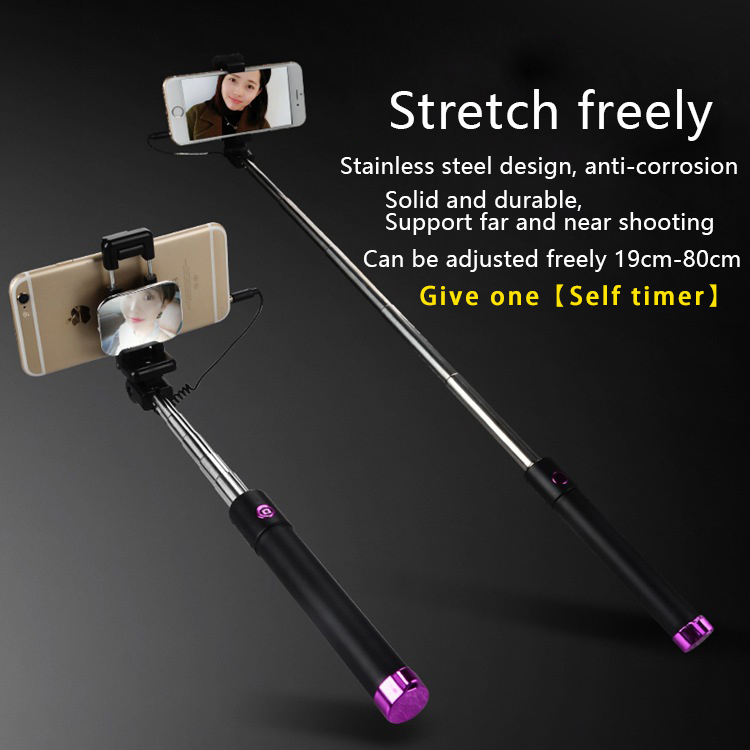 Stretch freely
Stainless steel design, anti-corrosion
Solid and durable,
Support far and near shooting
Can be adjusted freely 19cm-80cm
Give one【Self timer】